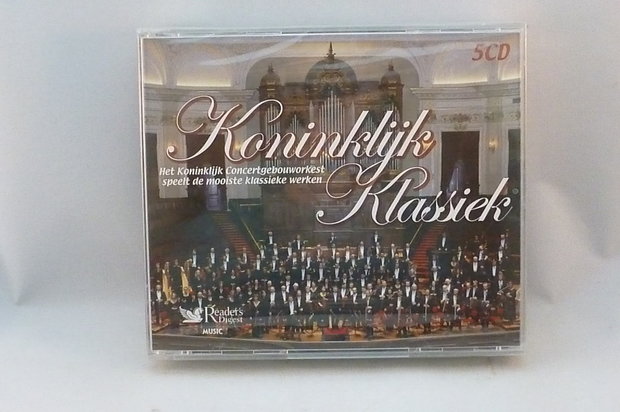 5CD
Koninklijk
Het Koninklijk Concertgebouworkest
speelt de mooiste klassieke werken
Klassiek
Reader's
Digest
MUSIC